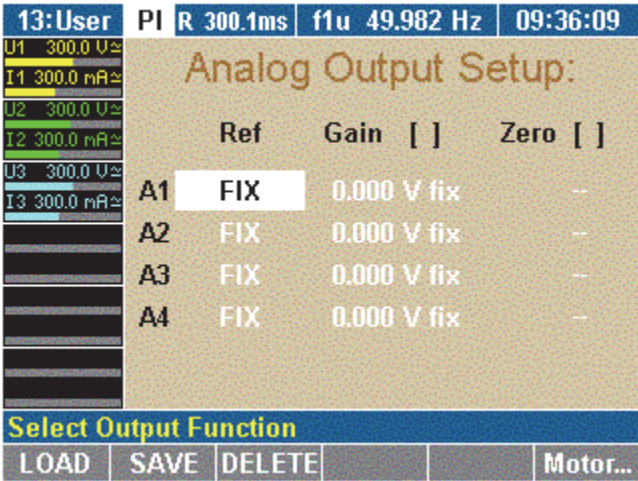 13:User PI R 300.1ms f1u 49.982 Hz 09:36:09
U1 300.0 V≃
I1 300.0 mA≃
U2 300.0 V≃
I2 300.0 mA≃
U3 300.0 V≃
I3 300.0 mA≃
Analog Output Setup:
Ref Gain [ ] Zero [ ]
A1 FIX 0.000 V fix --
A2 FIX 0.000 V fix --
A3 FIX 0.000 V fix --
A4 FIX 0.000 V fix --
Select Output Function
LOAD SAVE DELETE Motor...